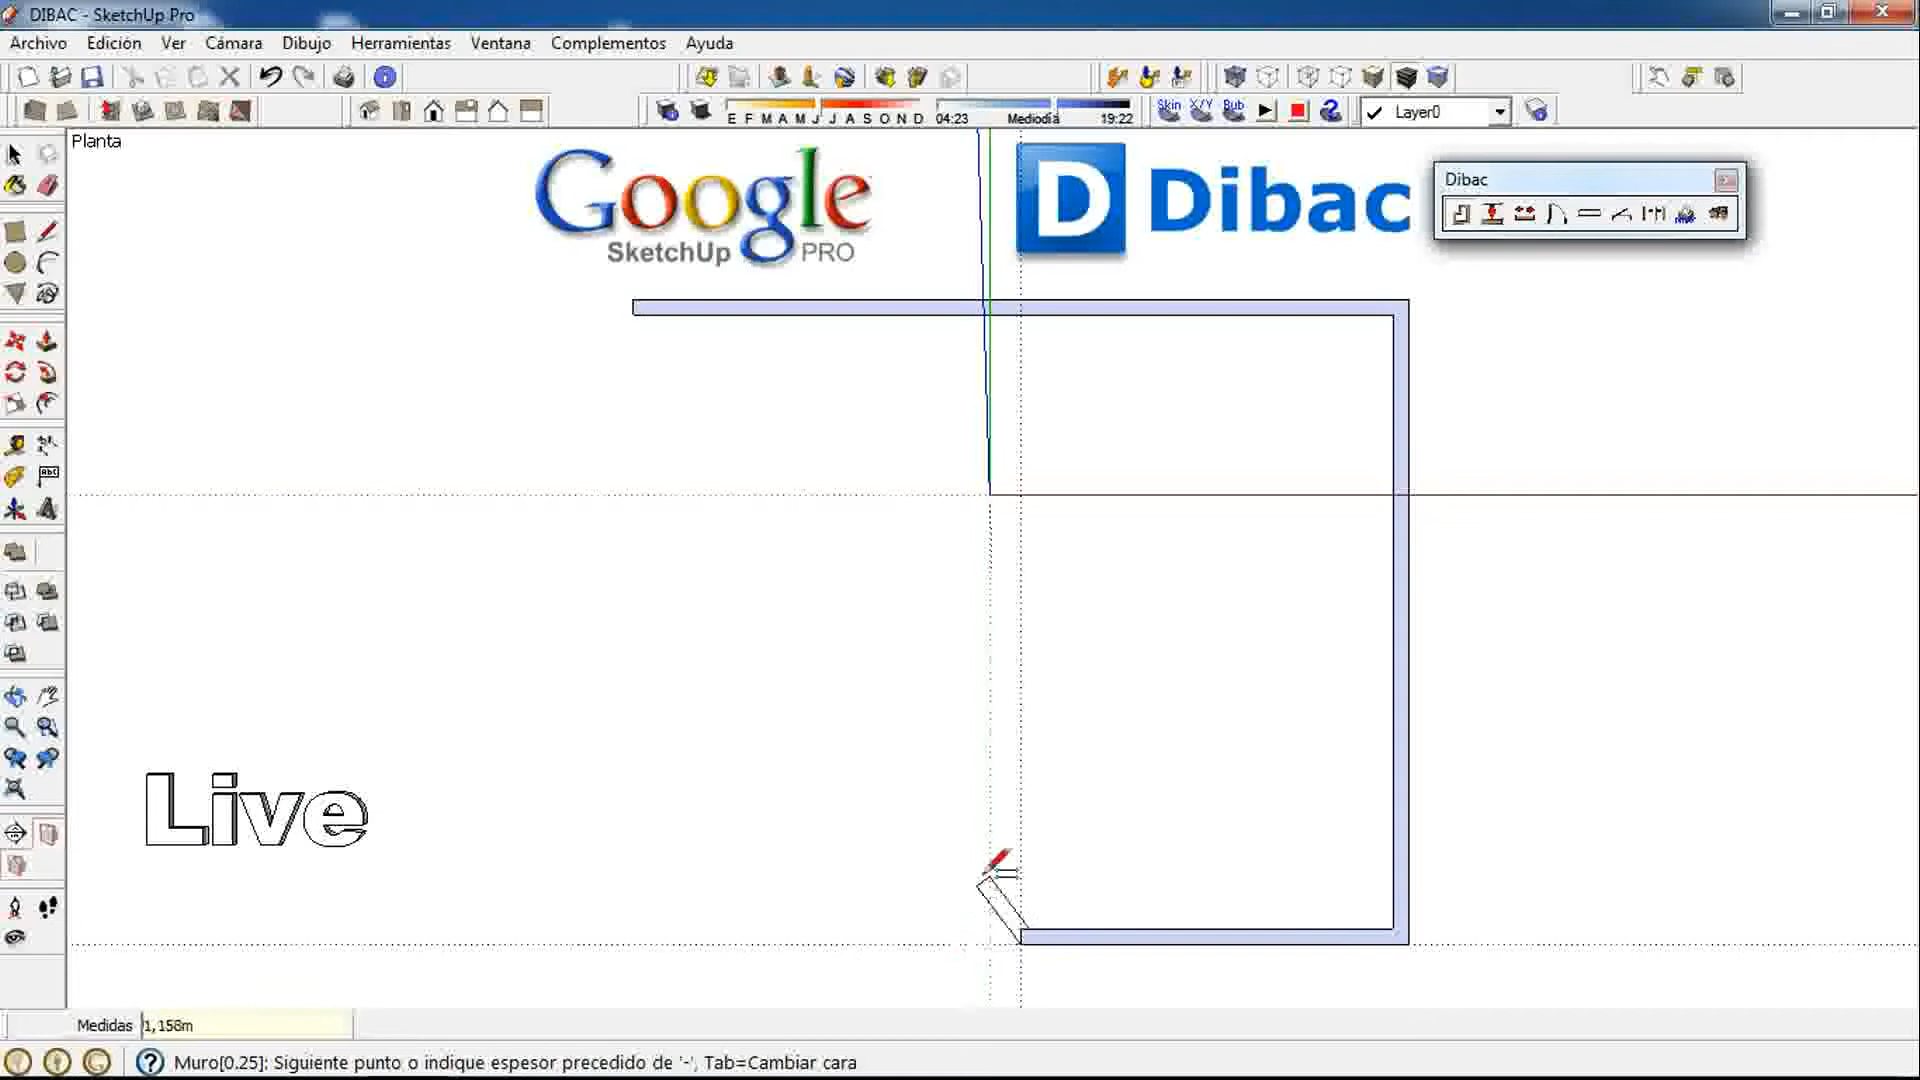 DIBAC - SketchUp Pro
Archivo Edición Ver Cámara Dibujo Herramientas Ventana Complementos Ayuda
Skin X/Y Bub
E F M A M J J A S O N D 04:23 Mediodía 19:22
Layer0
Planta
Google
SketchUp PRO
D Dibac
Dibac
Abc
Live
Medidas 1,158m
Muro[0.25]: Siguiente punto o indique espesor precedido de '-', Tab=Cambiar cara